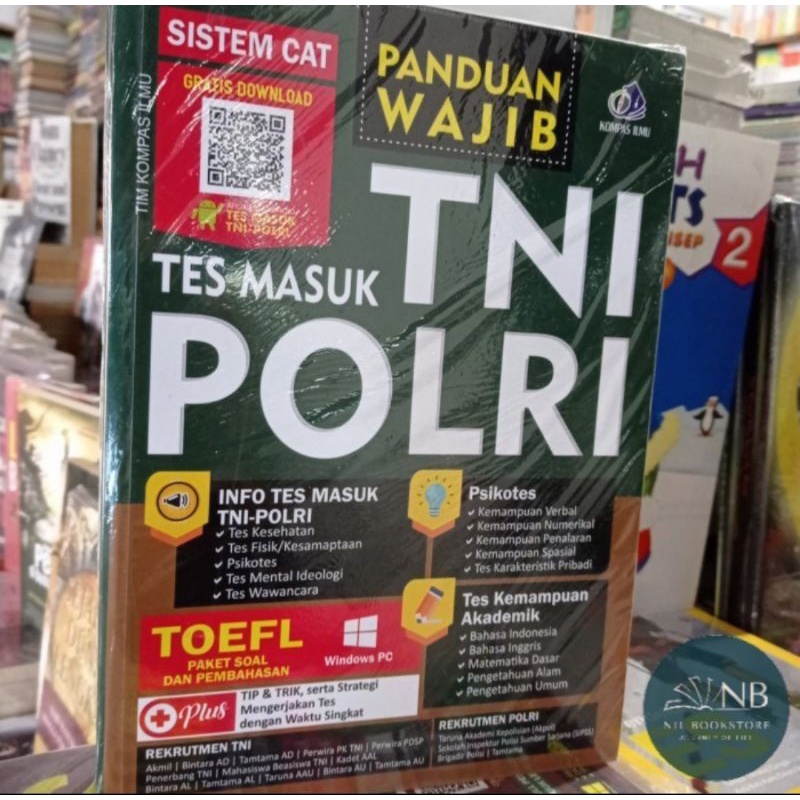 SISTEM CAT
GRATIS DOWNLOAD
TES MASUK
TNI-POLRI
TIM KOMPAS ILMU
PANDUAN
WAJIB
KOMPAS ILMU
TES MASUK TNI
POLRI
INFO TES MASUK
TNI-POLRI
Tes Kesehatan
Tes Fisik/Kesamaptaan
Psikotes
Tes Mental Ideologi
Tes Wawancara
Psikotes
Kemampuan Verbal
Kemampuan Numerikal
Kemampuan Penalaran
Kemampuan Spasial
Tes Karakteristik Pribadi
Tes Kemampuan
Akademik
Bahasa Indonesia
Bahasa Inggris
Matematika Dasar
Pengetahuan Alam
Pengetahuan Umum
TOEFL
PAKET SOAL
DAN PEMBAHASAN
Windows PC
Plus
TIP & TRIK, serta Strategi
Mengerjakan Tes
dengan Waktu Singkat
REKRUTMEN TNI
Akmil | Bintara AD | Tamtama AD | Perwira PK TNI | Perwira PDSP
Penerbang TNI | Mahasiswa Beasiswa TNI | Kadet AAL
Bintara AL | Tamtama AL | Taruna AAU | Bintara AU | Tamtama AU
REKRUTMEN POLRI
Taruna Akademi Kepolisian (Akpol)
Sekolah Inspektur Polisi Sumber Sarjana (SIPSS)
Brigadir Polisi | Tamtama
2
NB
BOOKSTORE